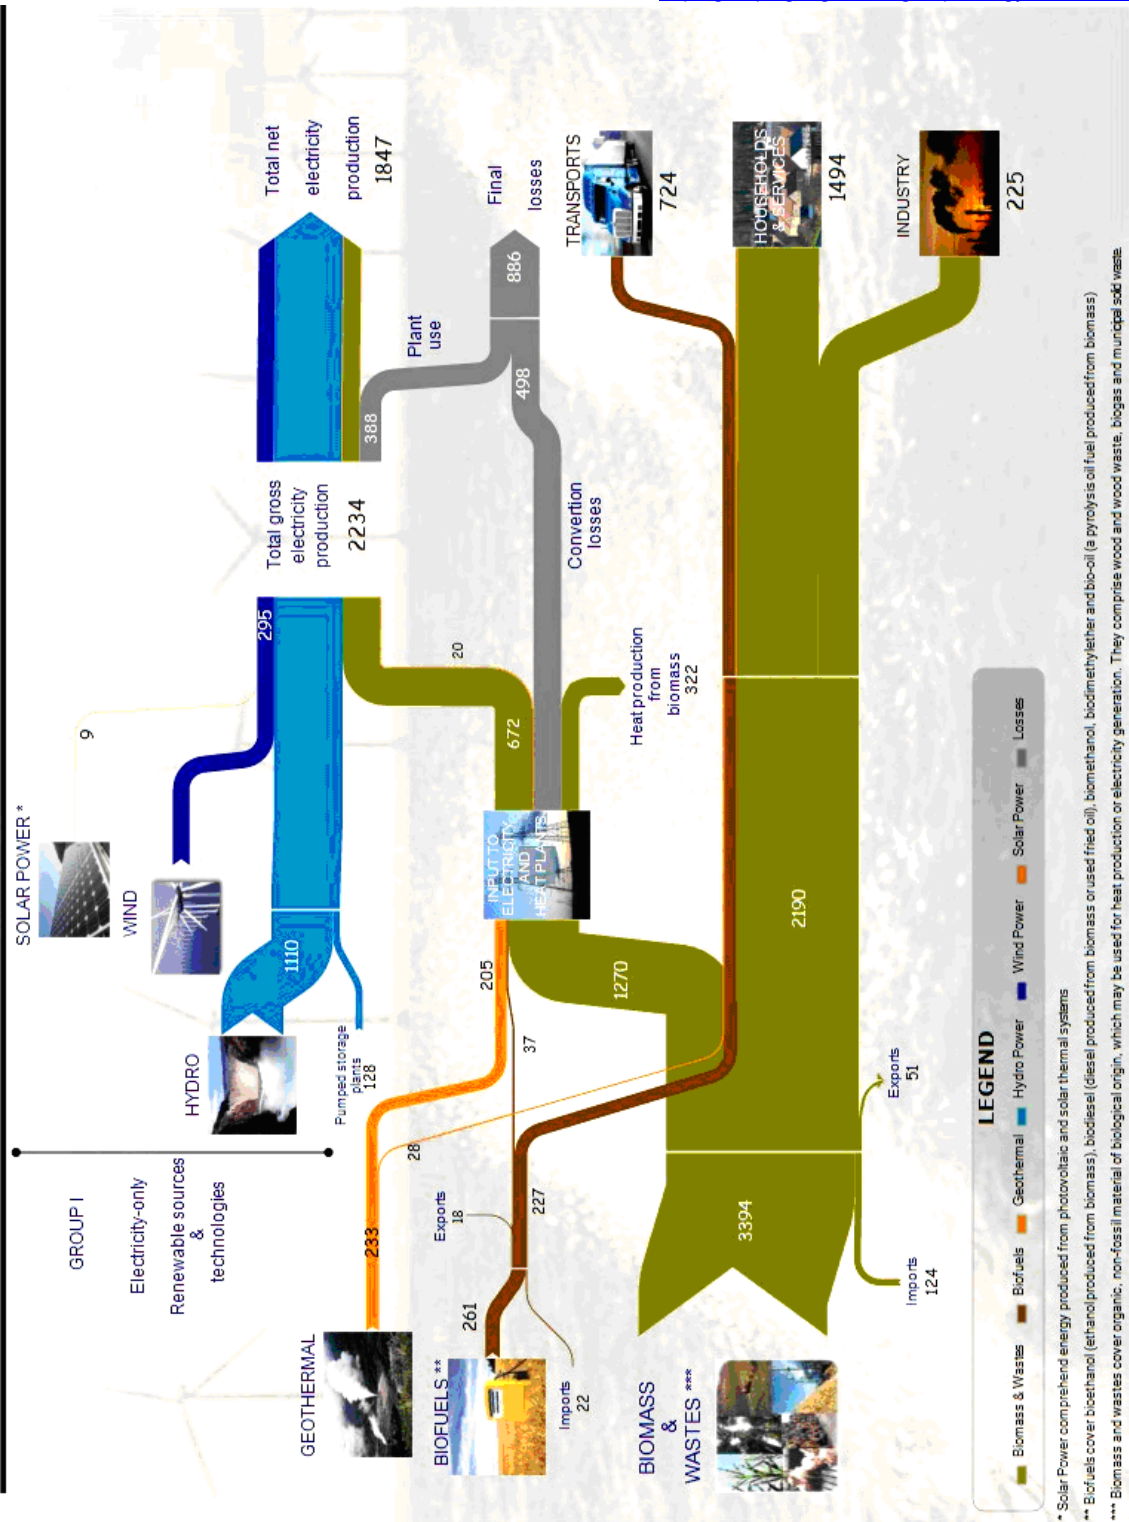 SOLAR POWER *
WIND
HYDRO
GROUP I
Electricity-only
Renewable sources
&
technologies
9
295
1110
Pumped storage
plants
128
Total gross
electricity
production
2234
Total net
electricity
production
1847
388
Plant
use
886
Final
losses
498
Convertion
losses
20
672
INPUT TO
ELECTRICITY
AND
HEAT PLANTS
Heat production
from
biomass
322
GEOTHERMAL
233
28
205
37
BIOFUELS **
261
Exports
18
Imports
22
227
1270
BIOMASS
&
WASTES ***
3394
2190
Imports
124
Exports
51
TRANSPORTS
724
HOUSEHOLDS
& SERVICES
1494
INDUSTRY
225
LEGEND
Biomass & Wastes Biofuels Geothermal Hydro Power Wind Power Solar Power Losses
* Solar Power comprehend energy produced from photovoltaic and solar thermal systems
** Biofuels cover bioethanol (ethanol produced from biomass), biodiesel (diesel produced from biomass or used fried oil), biomethanol, biodimethylether and bio-oil (a pyrolysis oil fuel produced from biomass)
*** Biomass and wastes cover organic, non-fossil material of biological origin, which may be used for heat production or electricity generation. They comprise wood and wood waste, biogas and municipal solid waste.